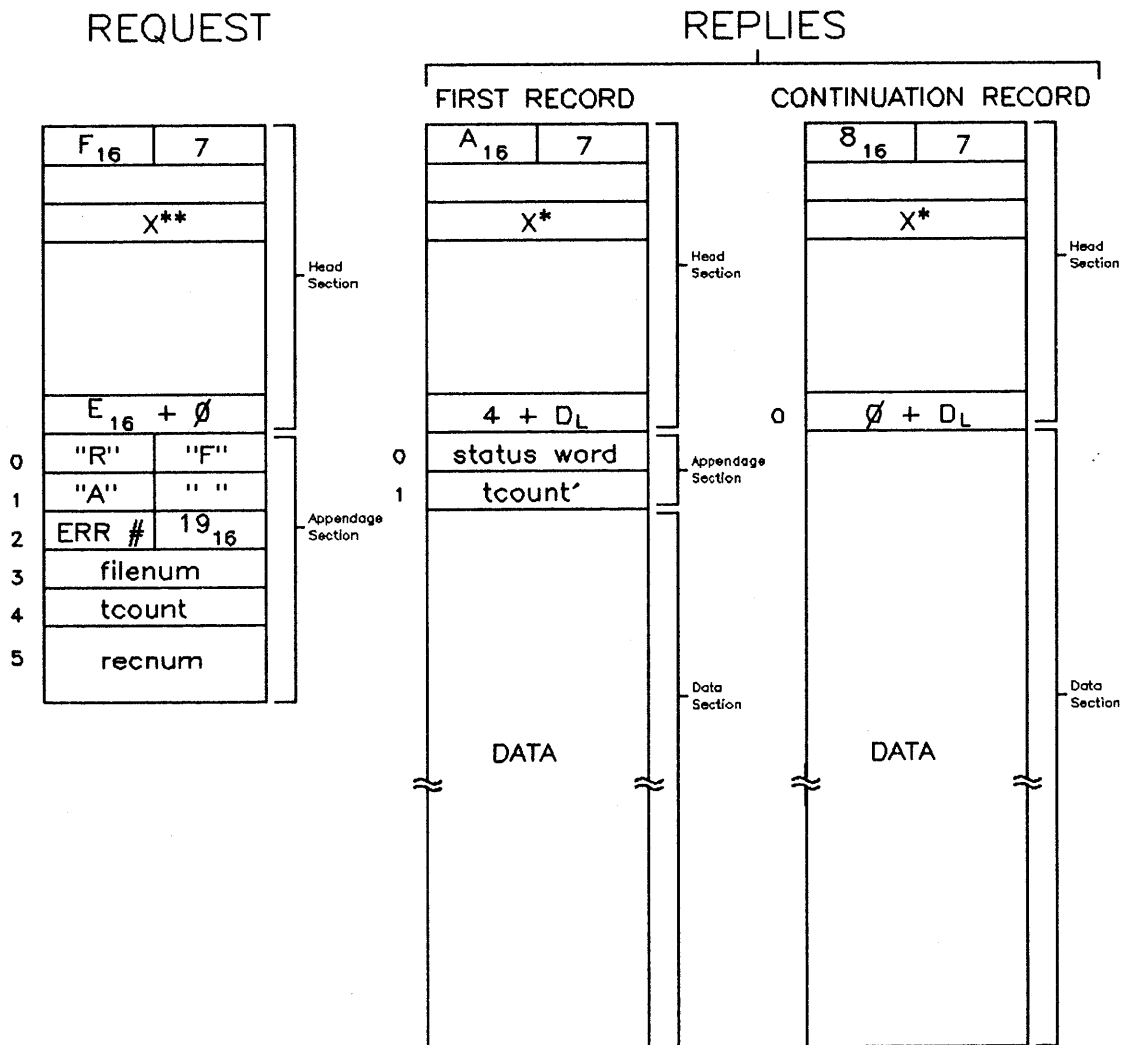 REQUEST
F16 7
X**
E16 + Ø
Head
Section
0 "R" "F"
1 "A" " "
2 ERR # 1916
3 filenum
4 tcount
5 recnum
Appendage
Section
REPLIES
FIRST RECORD
A16 7
X*
4 + DL
Head
Section
0 status word
1 tcount′
Appendage
Section
DATA
Data
Section
CONTINUATION RECORD
816 7
X*
0 Ø + DL
Head
Section
DATA
Data
Section